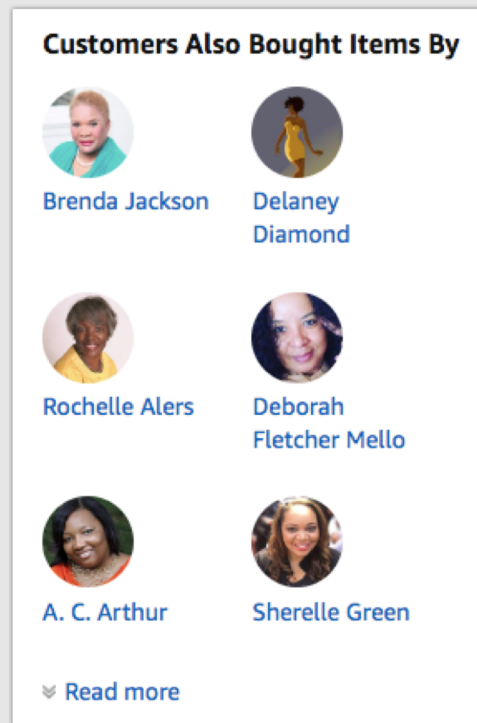 Customers Also Bought Items By
Brenda Jackson
Delaney
Diamond
Rochelle Alers
Deborah
Fletcher Mello
A. C. Arthur
Sherelle Green
Read more